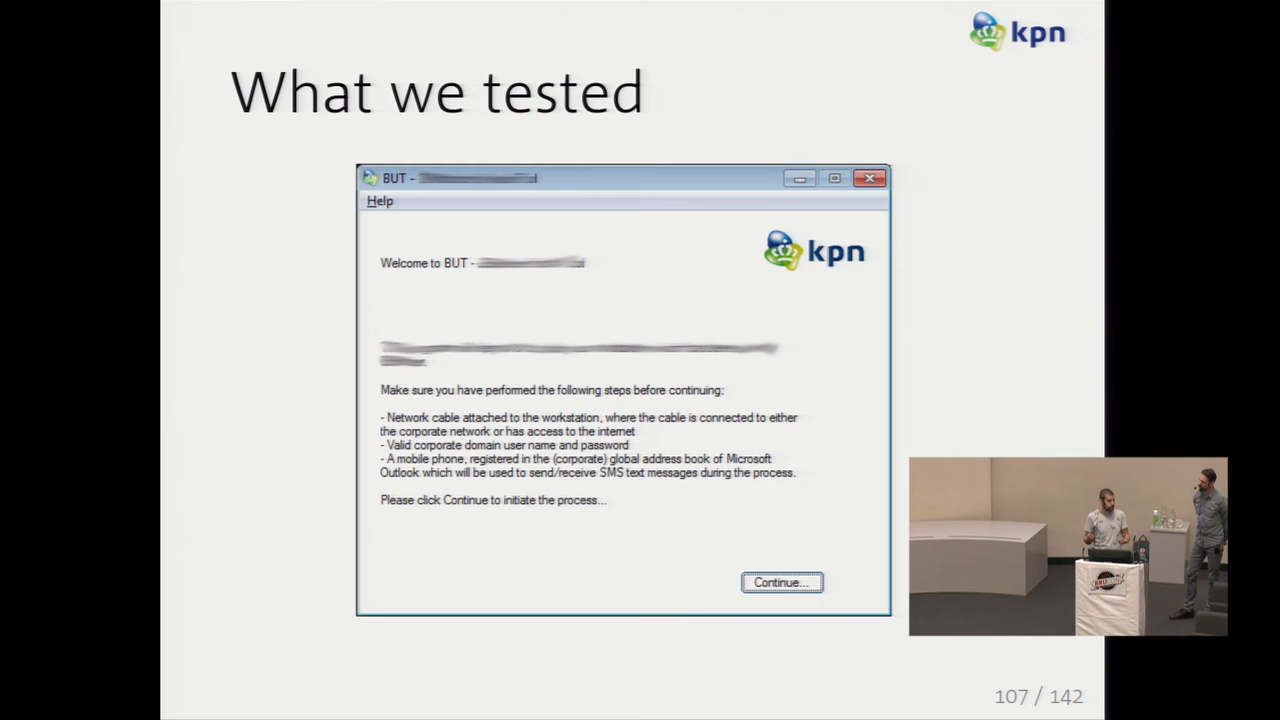 kpn
What we tested
BUT -
Help
kpn
Welcome to BUT -
Make sure you have performed the following steps before continuing:
- Network cable attached to the workstation, where the cable is connected to either
the corporate network or has access to the internet
- Valid corporate domain user name and password
- A mobile phone, registered in the (corporate) global address book of Microsoft
Outlook which will be used to send/receive SMS text messages during the process.
Please click Continue to initiate the process...
Continue...
107 / 142